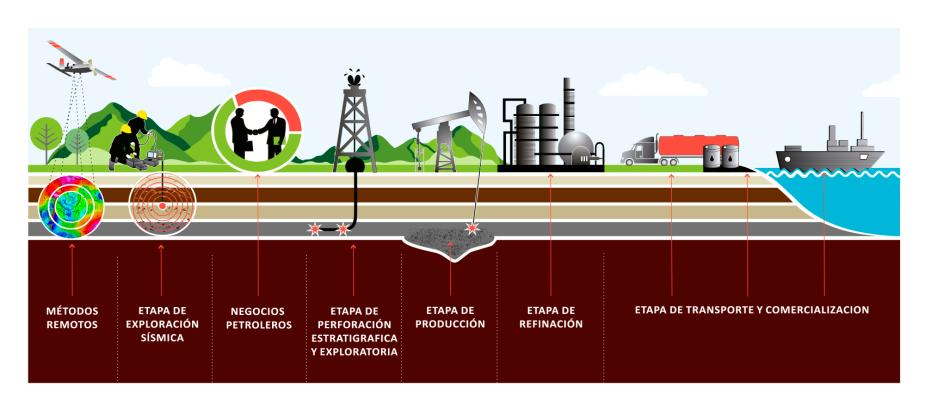 MÉTODOS
REMOTOS
ETAPA DE
EXPLORACIÓN
SÍSMICA
NEGOCIOS
PETROLEROS
ETAPA DE
PERFORACIÓN
ESTRATIGRAFICA
Y EXPLORATORIA
ETAPA DE
PRODUCCIÓN
ETAPA DE
REFINACIÓN
ETAPA DE TRANSPORTE Y COMERCIALIZACION